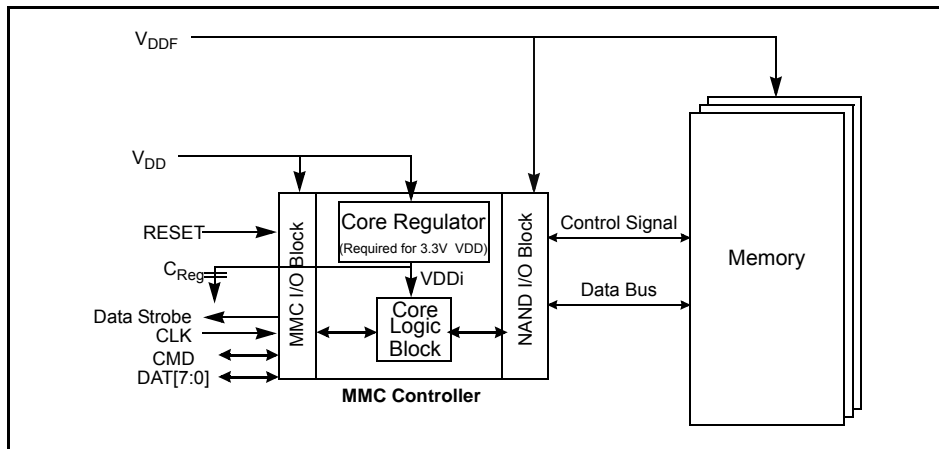 VDDF
VDD
RESET
CReg
Data Strobe
CLK
CMD
DAT[7:0]
MMC I/O Block
Core Regulator
(Required for 3.3V VDD)
VDDi
Core
Logic
Block
NAND I/O Block
MMC Controller
Control Signal
Data Bus
Memory